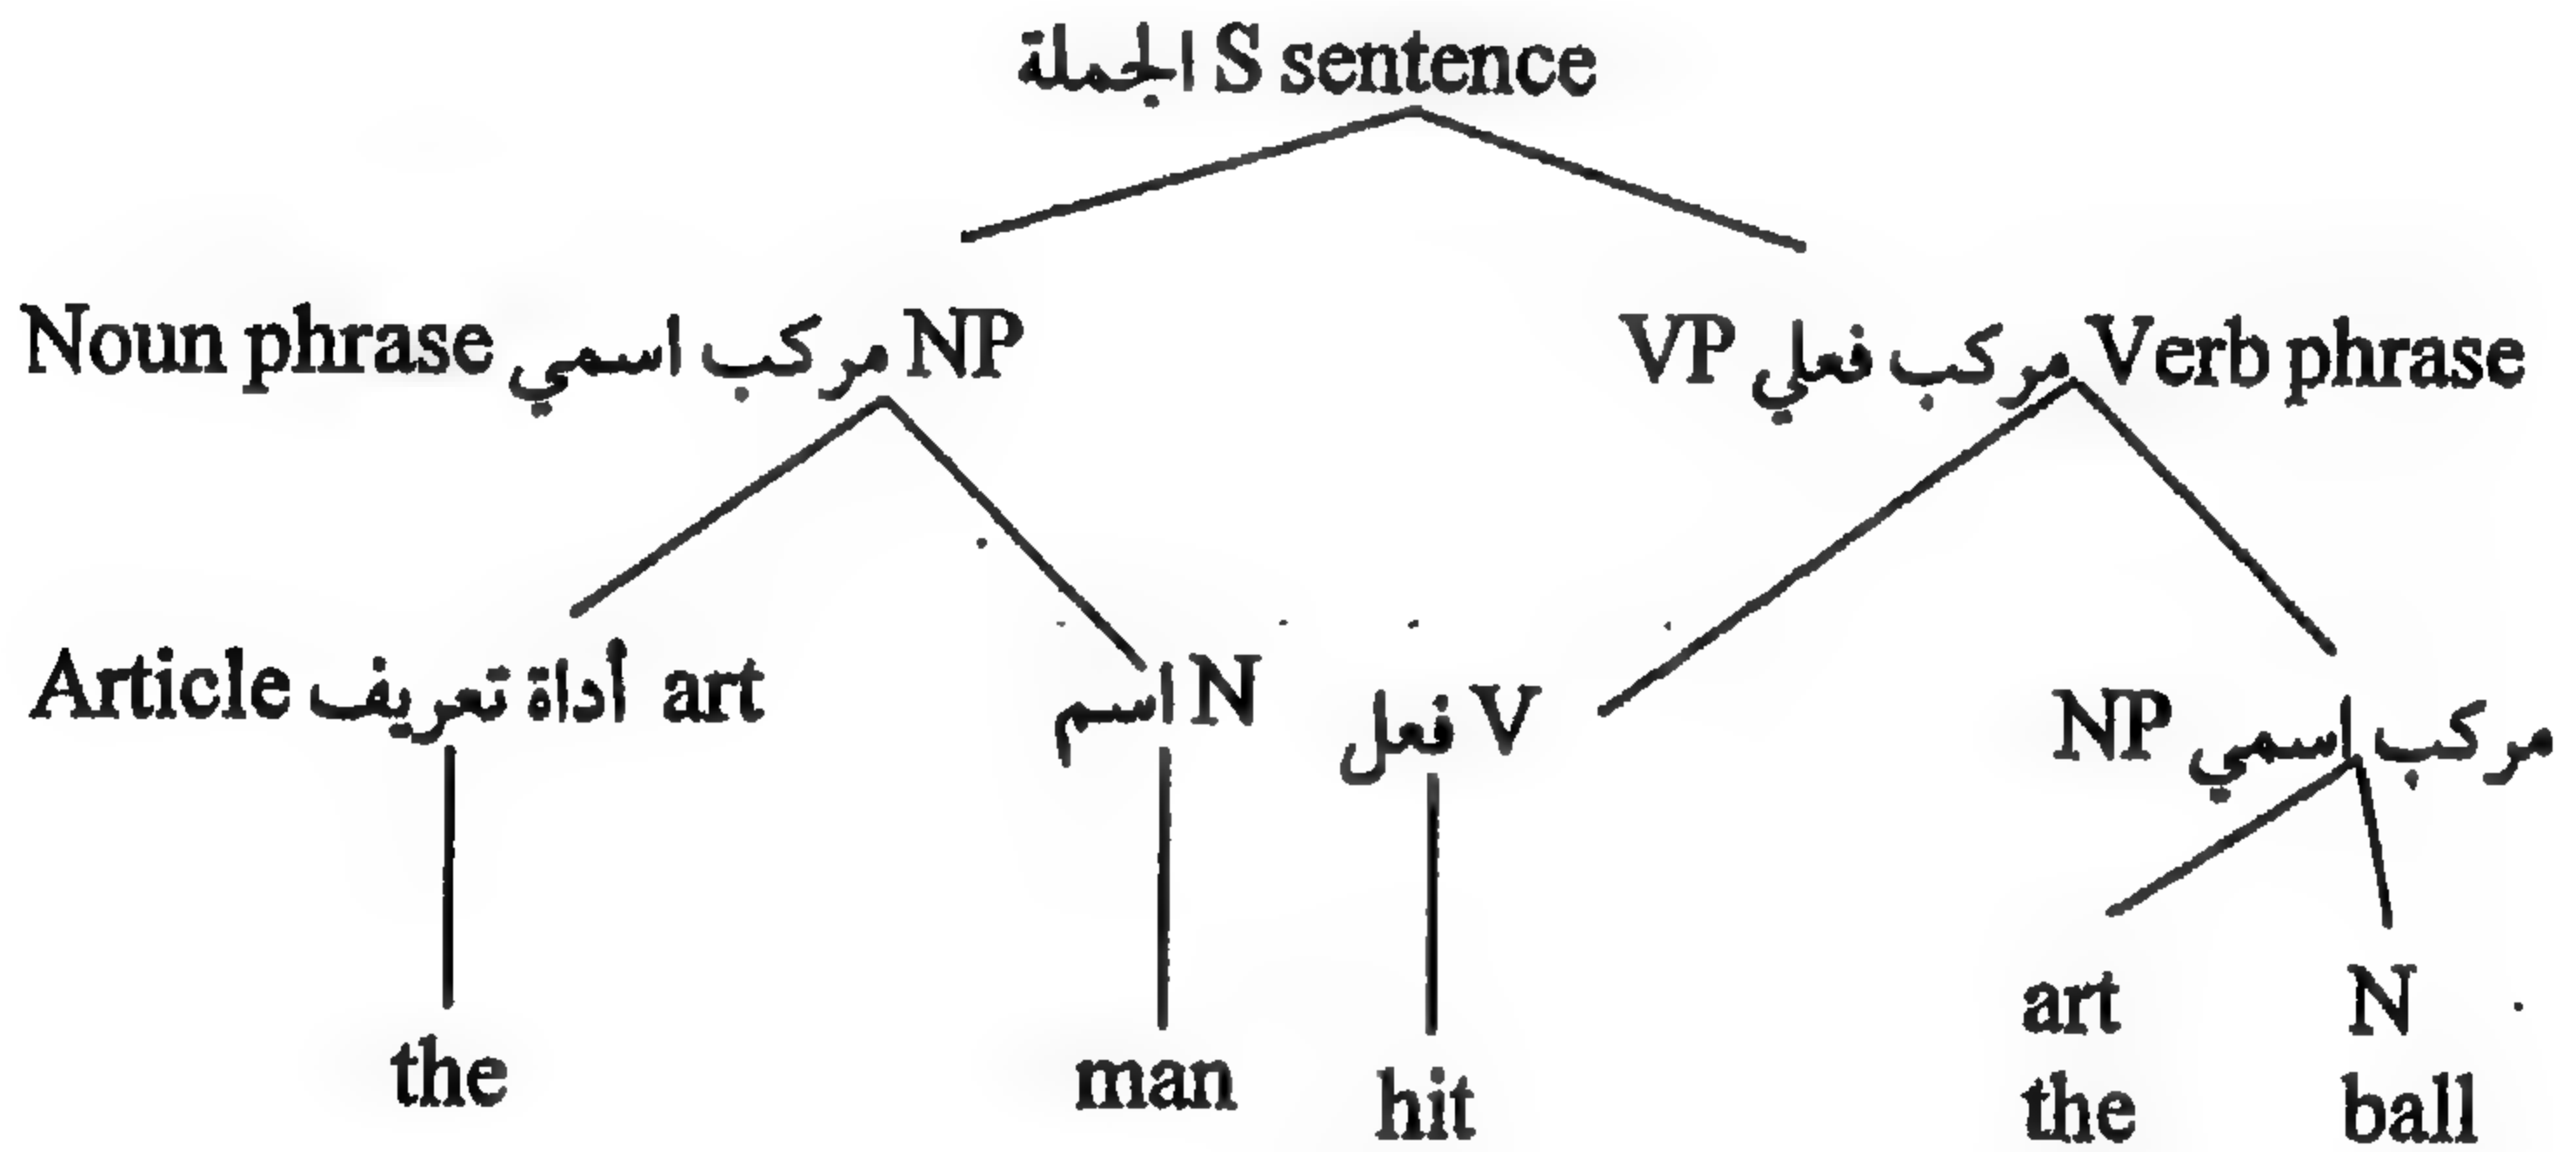 الجملة S sentence
Noun phrase مركب اسمي NP
VP مركب فعلي Verb phrase
Article أداة تعريف art
اسم N
فعل V
NP مركب اسمي
art N
the man hit the ball